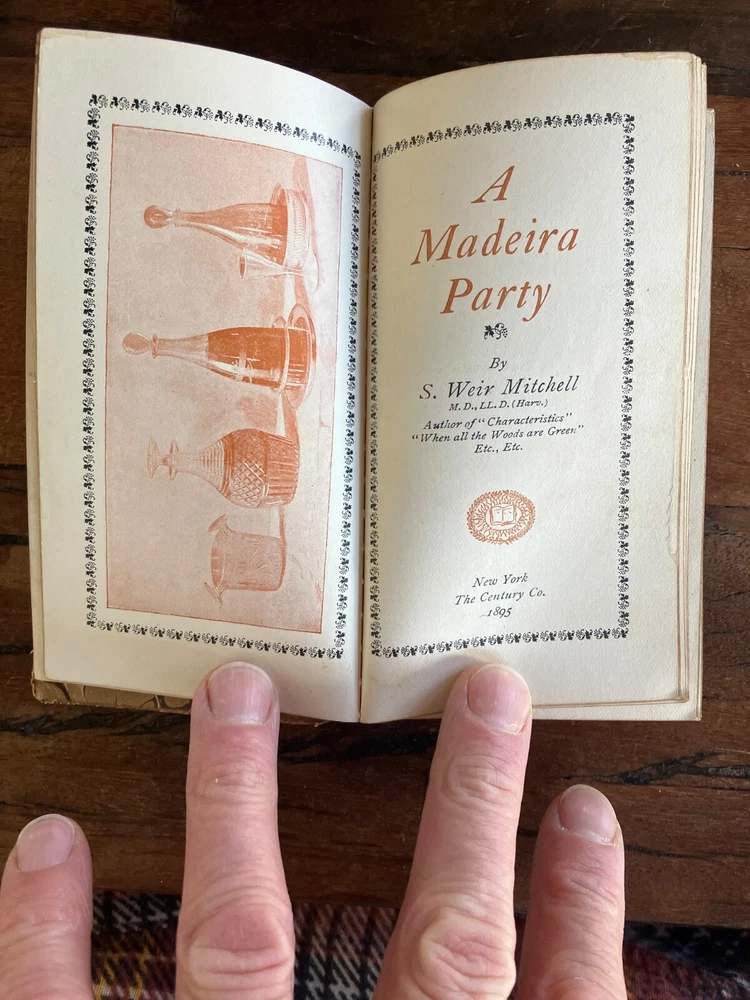 A
Madeira
Party
By
S. Weir Mitchell
M. D., LL. D. (Harv.)
Author of "Characteristics"
"When all the Woods are Green"
Etc., Etc.
New York
The Century Co.
1895